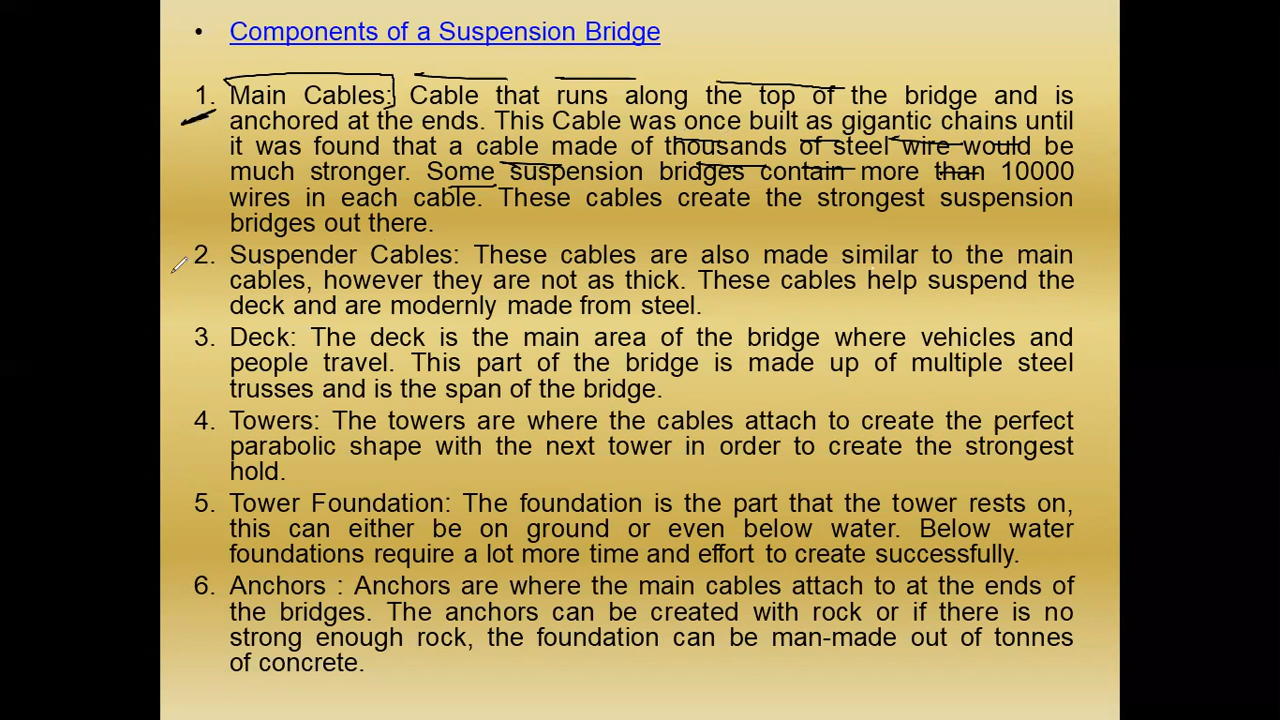 • Components of a Suspension Bridge
1. Main Cables: Cable that runs along the top of the bridge and is
anchored at the ends. This Cable was once built as gigantic chains until
it was found that a cable made of thousands of steel wire would be
much stronger. Some suspension bridges contain more than 10000
wires in each cable. These cables create the strongest suspension
bridges out there.
2. Suspender Cables: These cables are also made similar to the main
cables, however they are not as thick. These cables help suspend the
deck and are modernly made from steel.
3. Deck: The deck is the main area of the bridge where vehicles and
people travel. This part of the bridge is made up of multiple steel
trusses and is the span of the bridge.
4. Towers: The towers are where the cables attach to create the perfect
parabolic shape with the next tower in order to create the strongest
hold.
5. Tower Foundation: The foundation is the part that the tower rests on,
this can either be on ground or even below water. Below water
foundations require a lot more time and effort to create successfully.
6. Anchors : Anchors are where the main cables attach to at the ends of
the bridges. The anchors can be created with rock or if there is no
strong enough rock, the foundation can be man-made out of tonnes
of concrete.